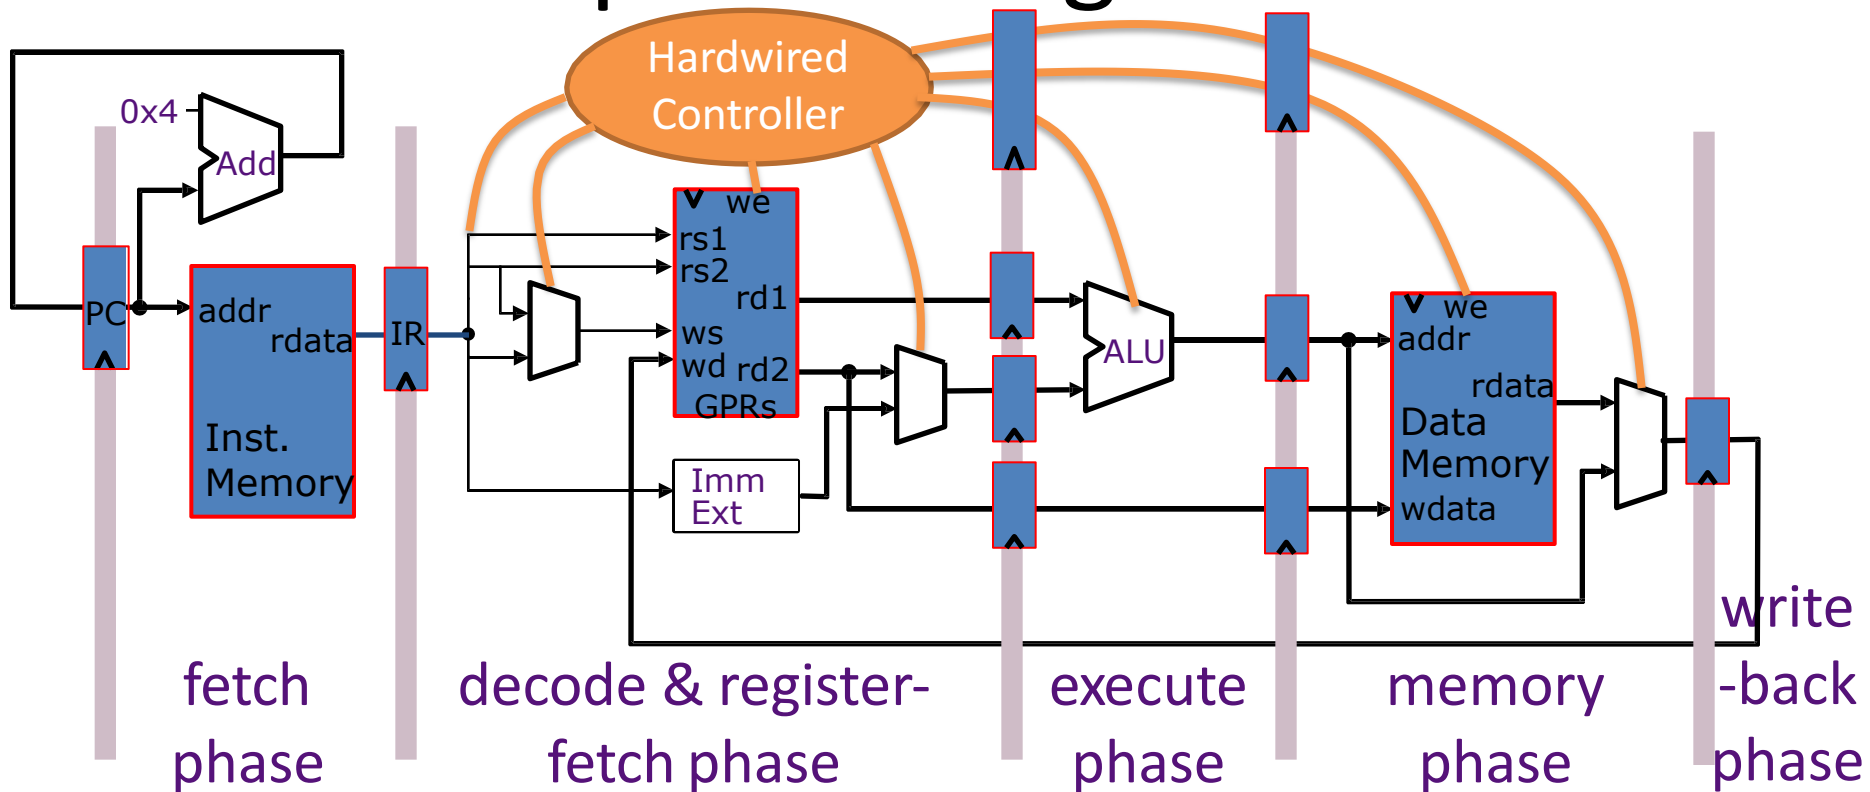 Hardwired
Controller
0x4
Add
PC
addr
rdata
Inst.
Memory
IR
we
rs1
rs2
rd1
ws
wd rd2
GPRs
Imm
Ext
ALU
we
addr
rdata
Data
Memory
wdata
fetch
phase
decode & register-
fetch phase
execute
phase
memory
phase
write
-back
phase